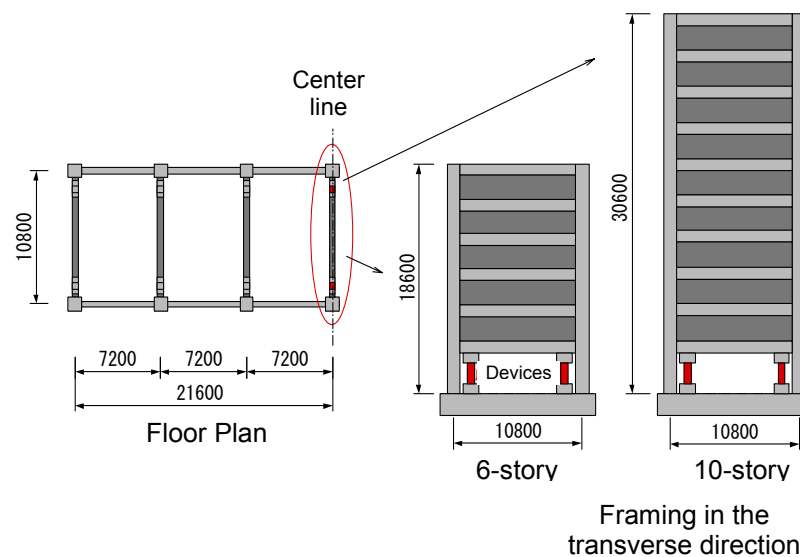 Center
line
10800
7200
7200
7200
21600
Floor Plan
18600
Devices
10800
6-story
30600
10800
10-story
Framing in the
transverse direction